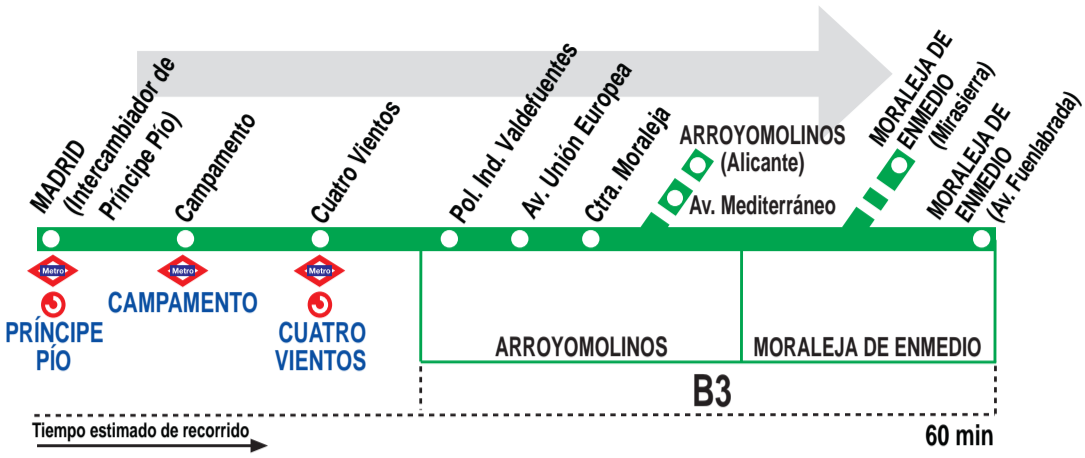 MADRID
(Intercambiador de
Príncipe Pío)
Campamento
Cuatro Vientos
Pol. Ind. Valdefuentes
Av. Unión Europea
Ctra. Moraleja
ARROYOMOLINOS
(Alicante)
Av. Mediterráneo
MORALEJA DE
ENMEDIO
(Mirasierra)
MORALEJA DE
ENMEDIO
(Av. Fuenlabrada)
Metro
Metro
Metro
PRÍNCIPE
PÍO
CAMPAMENTO
CUATRO
VIENTOS
ARROYOMOLINOS
MORALEJA DE ENMEDIO
B3
Tiempo estimado de recorrido
60 min